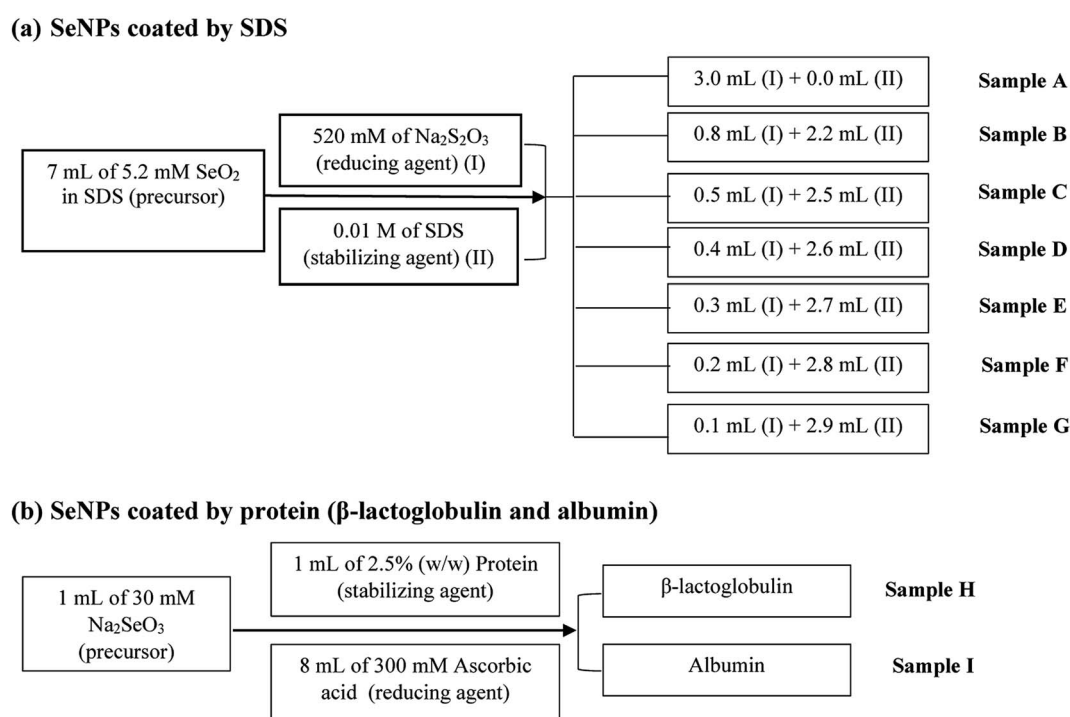 (a) SeNPs coated by SDS
7 mL of 5.2 mM SeO₂
in SDS (precursor)
520 mM of Na₂S₂O₃
(reducing agent) (I)
0.01 M of SDS
(stabilizing agent) (II)
3.0 mL (I) + 0.0 mL (II) Sample A
0.8 mL (I) + 2.2 mL (II) Sample B
0.5 mL (I) + 2.5 mL (II) Sample C
0.4 mL (I) + 2.6 mL (II) Sample D
0.3 mL (I) + 2.7 mL (II) Sample E
0.2 mL (I) + 2.8 mL (II) Sample F
0.1 mL (I) + 2.9 mL (II) Sample G
(b) SeNPs coated by protein (β-lactoglobulin and albumin)
1 mL of 30 mM
Na₂SeO₃
(precursor)
1 mL of 2.5% (w/w) Protein
(stabilizing agent)
8 mL of 300 mM Ascorbic
acid (reducing agent)
β-lactoglobulin Sample H
Albumin Sample I